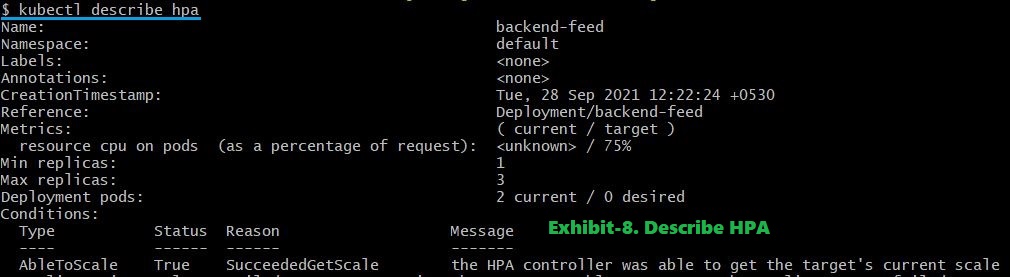 $ kubectl describe hpa
Name: backend-feed
Namespace: default
Labels: <none>
Annotations: <none>
CreationTimestamp: Tue, 28 Sep 2021 12:22:24 +0530
Reference: Deployment/backend-feed
Metrics: ( current / target )
resource cpu on pods (as a percentage of request): <unknown> / 75%
Min replicas: 1
Max replicas: 3
Deployment pods: 2 current / 0 desired
Conditions:
Exhibit-8. Describe HPA
Type Status Reason Message
---- ------ ------ -------
AbleToScale True SucceededGetScale the HPA controller was able to get the target's current scale